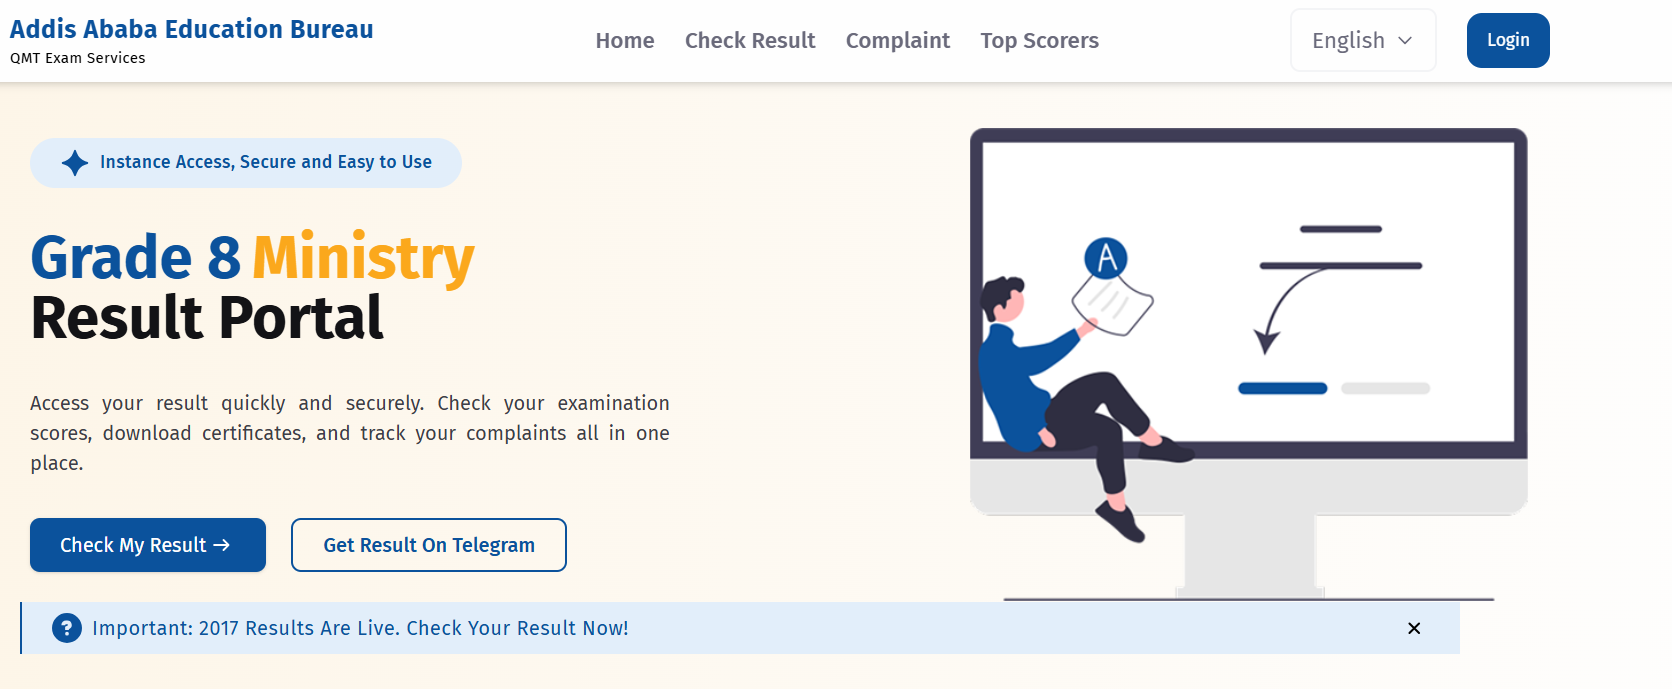 Addis Ababa Education Bureau
QMT Exam Services
Home
Check Result
Complaint
Top Scorers
English
Login
Instance Access, Secure and Easy to Use
Grade 8 Ministry
Result Portal
Access your result quickly and securely. Check your examination
scores, download certificates, and track your complaints all in one
place.
A
Check My Result →
Get Result On Telegram
? Important: 2017 Results Are Live. Check Your Result Now! ×